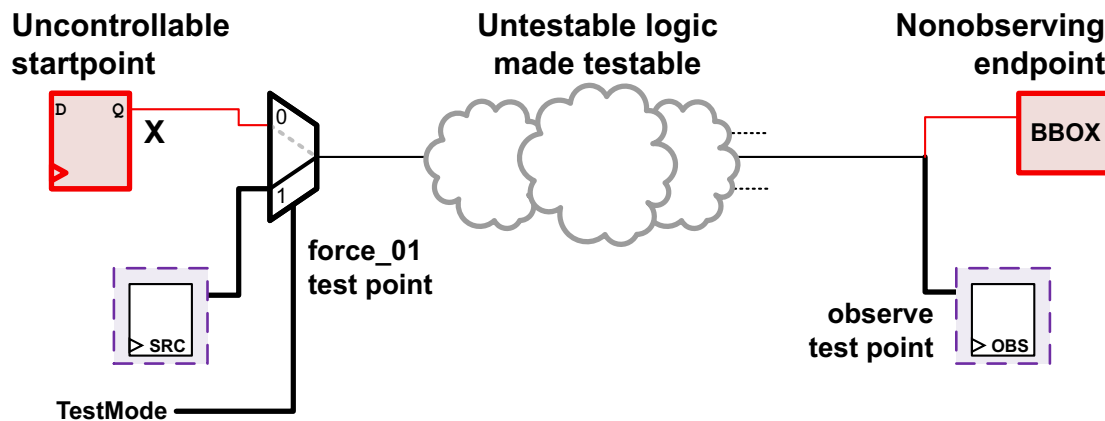 Uncontrollable
startpoint
Untestable logic
made testable
Nonobserving
endpoint
D
Q
X
0
1
BBOX
force_01
test point
SRC
observe
test point
OBS
TestMode